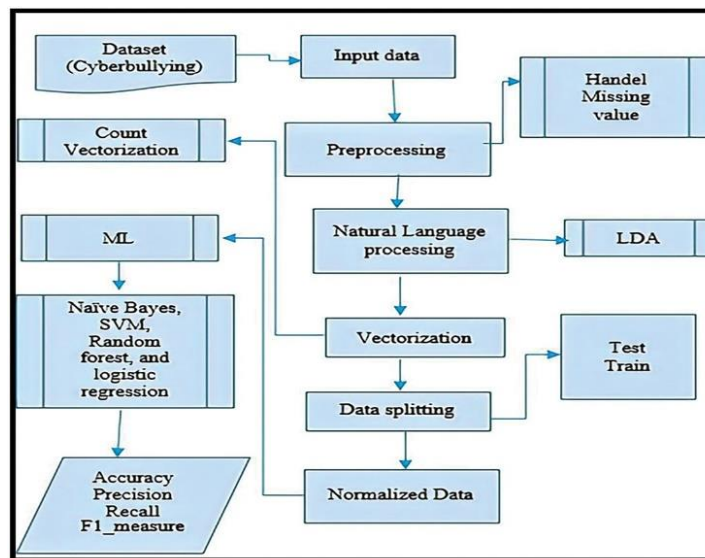 Dataset
(Cyberbullying)
Input data
Handel
Missing
value
Count
Vectorization
Preprocessing
Natural Language
processing
LDA
ML
Naïve Bayes,
SVM,
Random
forest, and
logistic
regression
Vectorization
Test
Train
Data splitting
Accuracy
Precision
Recall
F1_measure
Normalized Data